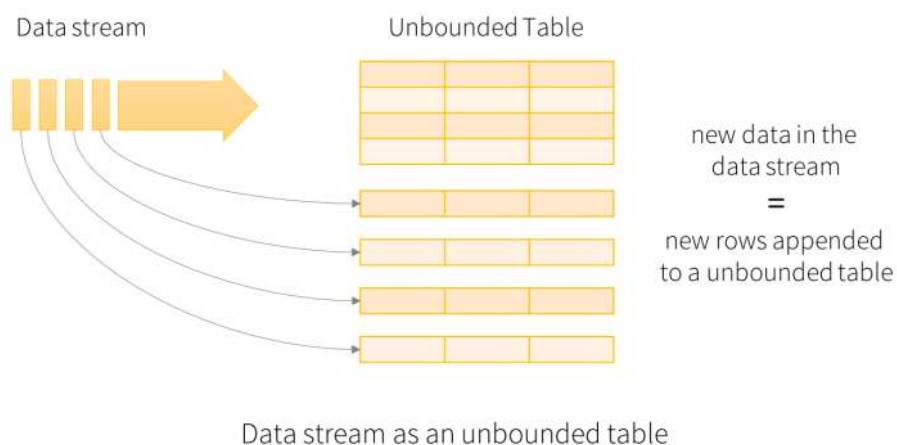 Data stream
Unbounded Table
new data in the
data stream
=
new rows appended
to a unbounded table
Data stream as an unbounded table